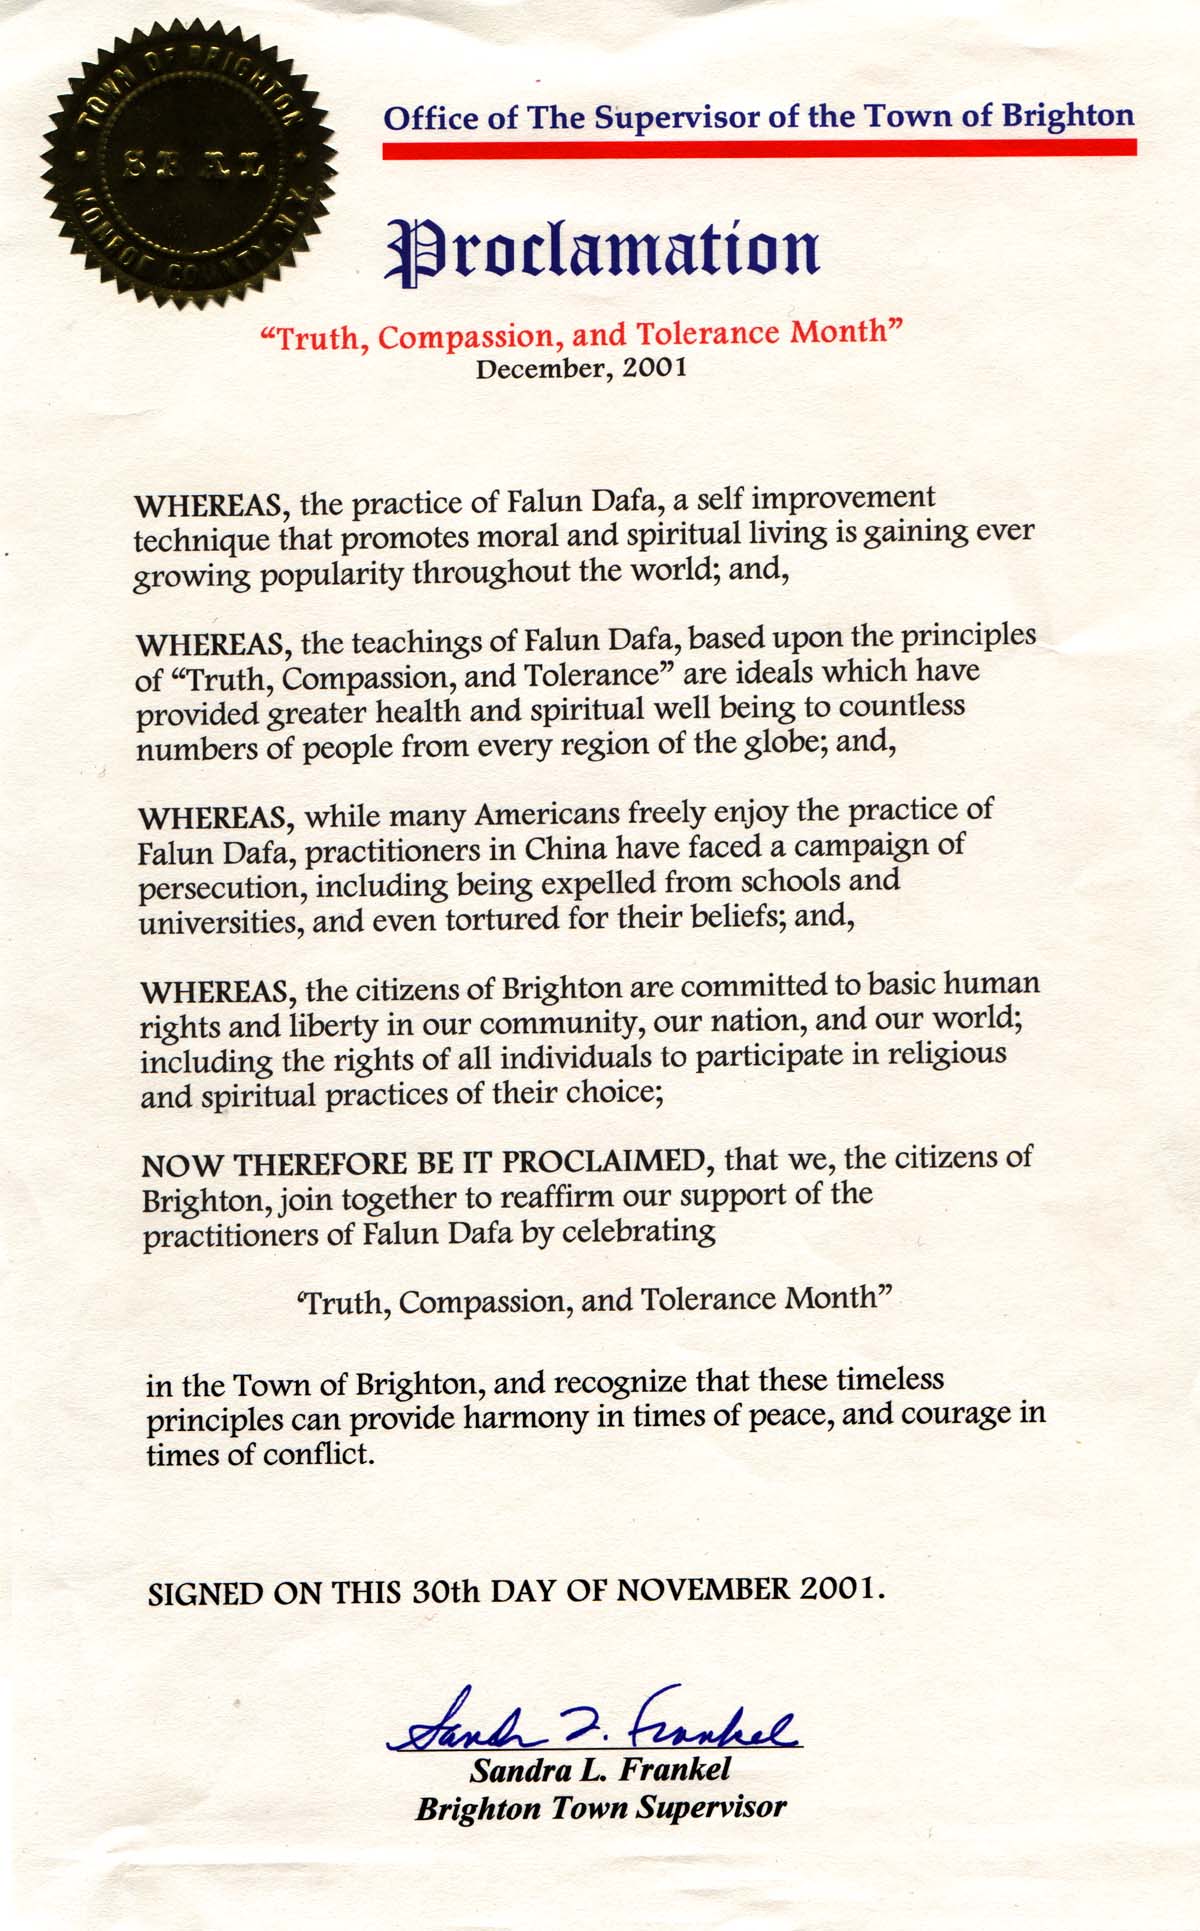 TOWN OF BRIGHTON
SEAL
MONROE COUNTY, N.Y.
Office of The Supervisor of the Town of Brighton
Proclamation
“Truth, Compassion, and Tolerance Month”
December, 2001
WHEREAS, the practice of Falun Dafa, a self improvement
technique that promotes moral and spiritual living is gaining ever
growing popularity throughout the world; and,
WHEREAS, the teachings of Falun Dafa, based upon the principles
of “Truth, Compassion, and Tolerance” are ideals which have
provided greater health and spiritual well being to countless
numbers of people from every region of the globe; and,
WHEREAS, while many Americans freely enjoy the practice of
Falun Dafa, practitioners in China have faced a campaign of
persecution, including being expelled from schools and
universities, and even tortured for their beliefs; and,
WHEREAS, the citizens of Brighton are committed to basic human
rights and liberty in our community, our nation, and our world;
including the rights of all individuals to participate in religious
and spiritual practices of their choice;
NOW THEREFORE BE IT PROCLAIMED, that we, the citizens of
Brighton, join together to reaffirm our support of the
practitioners of Falun Dafa by celebrating
‘Truth, Compassion, and Tolerance Month”
in the Town of Brighton, and recognize that these timeless
principles can provide harmony in times of peace, and courage in
times of conflict.
SIGNED ON THIS 30th DAY OF NOVEMBER 2001.
Sandra L. Frankel
Sandra L. Frankel
Brighton Town Supervisor